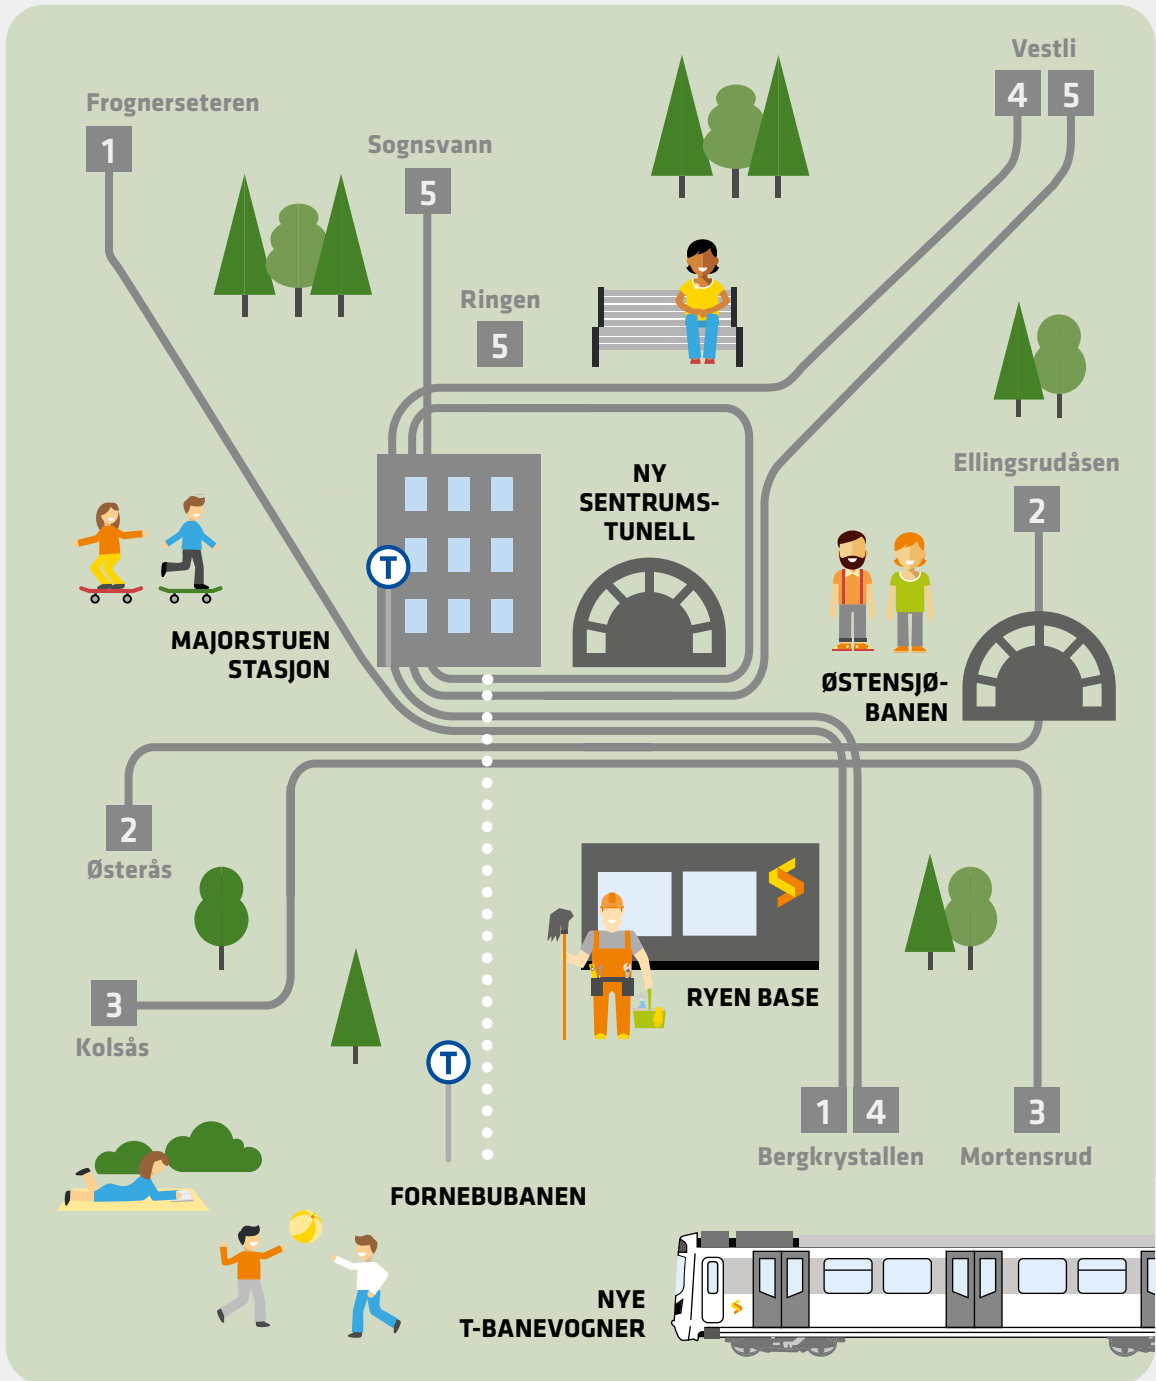 Vestli
4 5
Frognerseteren
1
Sognsvann
5
Ringen
5
NY
SENTRUMS-
TUNELL
Ellingsrudåsen
2
T
MAJORSTUEN
STASJON
ØSTENSJØ-
BANEN
2
Østerås
3
Kolsås
RYEN BASE
T
1 4
Bergkrystallen
3
Mortensrud
FORNEBUBANEN
NYE
T-BANEVOGNER